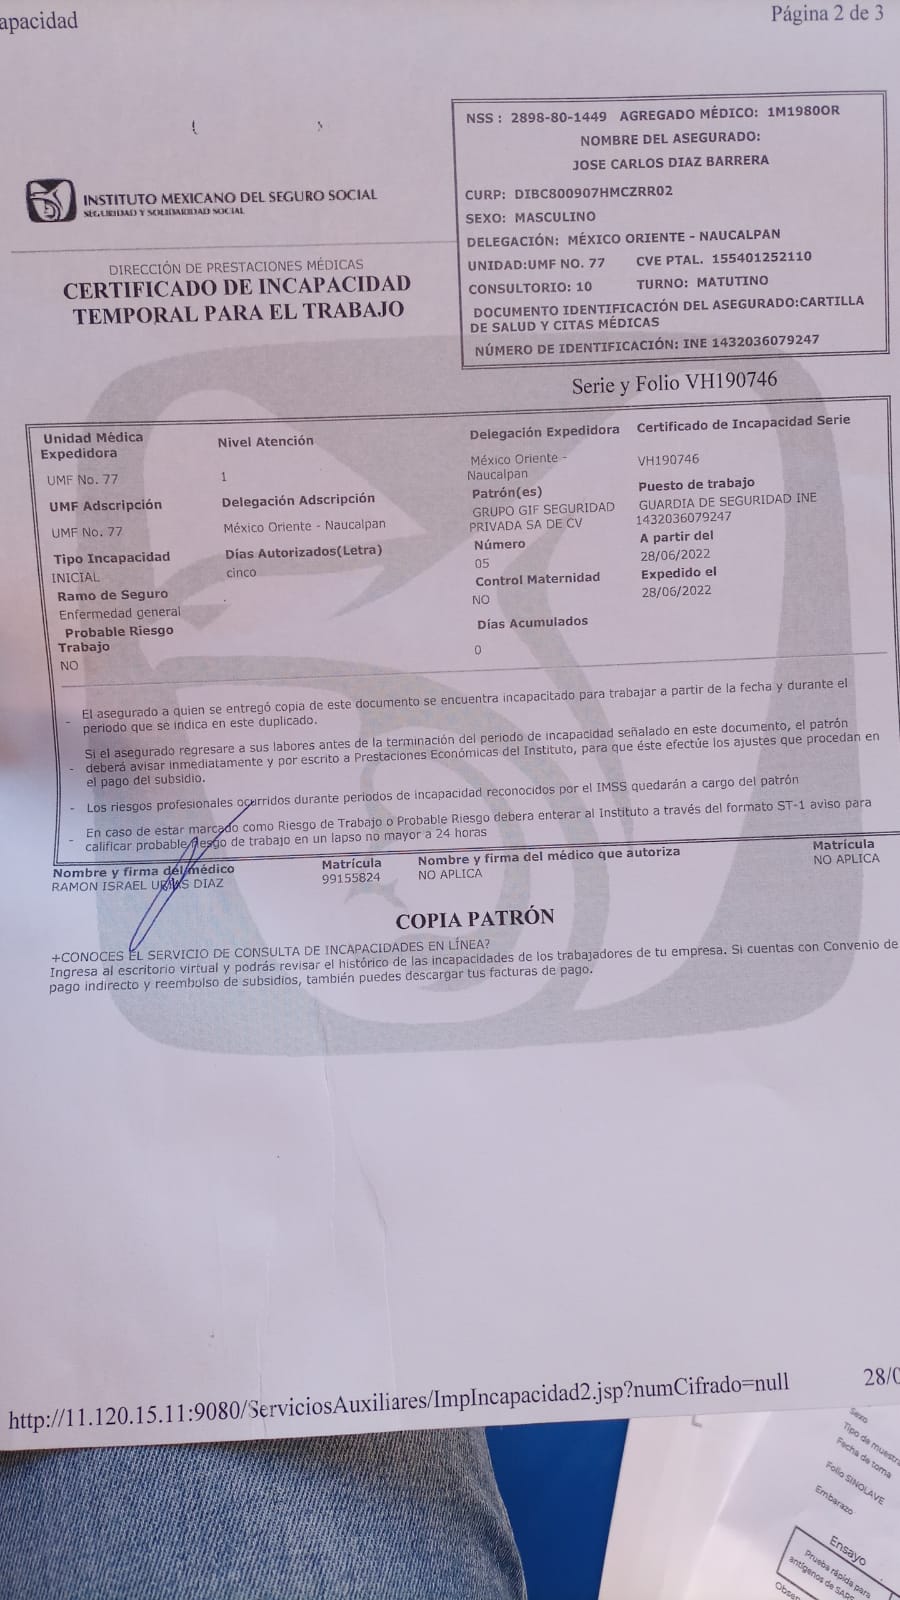 apacidad
Página 2 de 3
NSS : 2898-80-1449 AGREGADO MÉDICO: 1M1980OR
NOMBRE DEL ASEGURADO:
JOSE CARLOS DIAZ BARRERA
CURP: DIBC800907HMCZRR02
SEXO: MASCULINO
DELEGACIÓN: MÉXICO ORIENTE - NAUCALPAN
UNIDAD:UMF NO. 77 CVE PTAL. 155401252110
CONSULTORIO: 10 TURNO: MATUTINO
DOCUMENTO IDENTIFICACIÓN DEL ASEGURADO:CARTILLA
DE SALUD Y CITAS MÉDICAS
NÚMERO DE IDENTIFICACIÓN: INE 1432036079247
INSTITUTO MEXICANO DEL SEGURO SOCIAL
SEGURIDAD Y SOLIDARIDAD SOCIAL
DIRECCIÓN DE PRESTACIONES MÉDICAS
CERTIFICADO DE INCAPACIDAD
TEMPORAL PARA EL TRABAJO
Serie y Folio VH190746
Unidad Médica
Expedidora
UMF No. 77
UMF Adscripción
UMF No. 77
Tipo Incapacidad
INICIAL
Ramo de Seguro
Enfermedad general
Probable Riesgo
Trabajo
NO
Nivel Atención
1
Delegación Adscripción
México Oriente - Naucalpan
Días Autorizados(Letra)
cinco
Delegación Expedidora
México Oriente -
Naucalpan
Patrón(es)
GRUPO GIF SEGURIDAD
PRIVADA SA DE CV
Número
05
Control Maternidad
NO
Días Acumulados
0
Certificado de Incapacidad Serie
VH190746
Puesto de trabajo
GUARDIA DE SEGURIDAD INE
1432036079247
A partir del
28/06/2022
Expedido el
28/06/2022
- El asegurado a quien se entregó copia de este documento se encuentra incapacitado para trabajar a partir de la fecha y durante el
periodo que se indica en este duplicado.
Si el asegurado regresare a sus labores antes de la terminación del periodo de incapacidad señalado en este documento, el patrón
- deberá avisar inmediatamente y por escrito a Prestaciones Económicas del Instituto, para que éste efectúe los ajustes que procedan en
el pago del subsidio.
- Los riesgos profesionales ocurridos durante periodos de incapacidad reconocidos por el IMSS quedarán a cargo del patrón
- En caso de estar marcado como Riesgo de Trabajo o Probable Riesgo debera enterar al Instituto a través del formato ST-1 aviso para
calificar probable riesgo de trabajo en un lapso no mayor a 24 horas
Nombre y firma del médico
RAMON ISRAEL DIAZ
Matrícula
99155824
Nombre y firma del médico que autoriza
NO APLICA
Matrícula
NO APLICA
COPIA PATRÓN
+CONOCES EL SERVICIO DE CONSULTA DE INCAPACIDADES EN LÍNEA?
Ingresa al escritorio virtual y podrás revisar el histórico de las incapacidades de los trabajadores de tu empresa. Si cuentas con Convenio de
pago indirecto y reembolso de subsidios, también puedes descargar tus facturas de pago.
http://11.120.15.11:9080/ServiciosAuxiliares/ImpIncapacidad2.jsp?numCifrado=null
28/0
Sexo
Tipo de muestra
Fecha de toma
Folio SINOLAVE
Embarazo
Ensayo
Prueba rápida para
antígenos de SARS
Obser